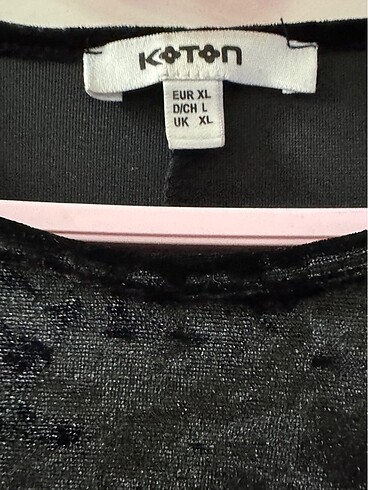 KOTON
EUR XL
D/CH L
UK XL